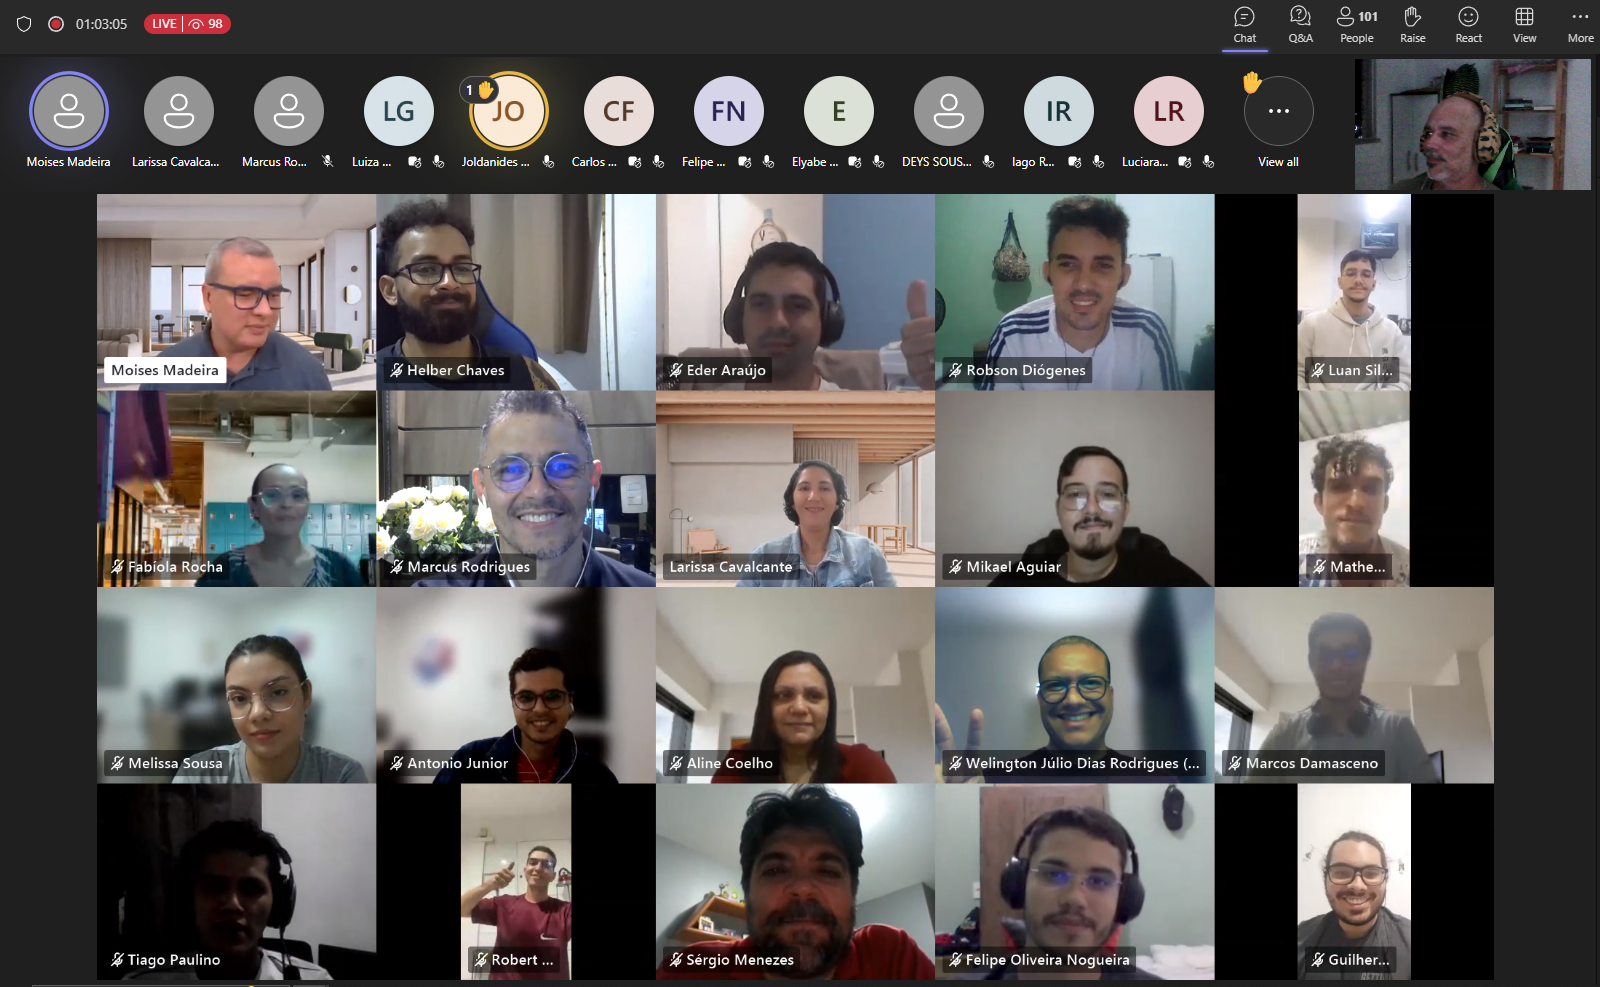 01:03:05
LIVE 98
Chat
Q&A
101
People
Raise
React
View
More
1
LG
JO
CF
FN
E
IR
LR
Moises Madeira
Larissa Cavalca...
Marcus Ro...
Luiza ...
Joldanides ...
Carlos ...
Felipe ...
Elyabe ...
DEYS SOUS...
Iago R...
Luciara...
View all
Moises Madeira
Helber Chaves
Eder Araújo
Robson Diógenes
Luan Sil...
Fabíola Rocha
Marcus Rodrigues
Larissa Cavalcante
Mikael Aguiar
Mathe...
Melissa Sousa
Antonio Junior
Aline Coelho
Welington Júlio Dias Rodrigues (...
Marcos Damasceno
Tiago Paulino
Robert ...
Sérgio Menezes
Felipe Oliveira Nogueira
Guilher...